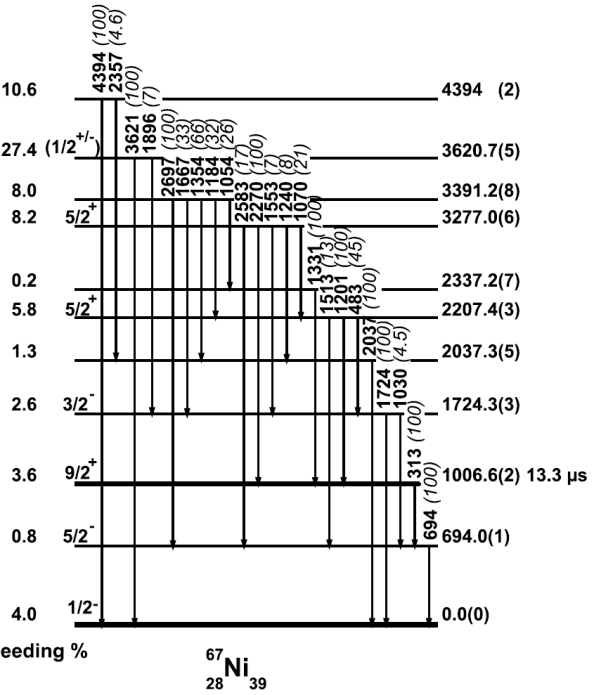 4394 (100)
2357 (4.6)
10.6 4394 (2)
3621 (100)
1896 (7)
27.4 (1/2+/-) 3620.7(5)
2697 (100)
1667 (33)
1354 (66)
1184 (32)
1054 (26)
8.0 3391.2(8)
2583 (17)
2270 (100)
1553 (7)
1240 (8)
1070 (21)
8.2 5/2+ 3277.0(6)
1331 (100)
0.2 2337.2(7)
1513 (13)
1201 (100)
483 (45)
5.8 5/2+ 2207.4(3)
2037 (100)
1.3 2037.3(5)
1724 (100)
1030 (4.5)
2.6 3/2- 1724.3(3)
313 (100)
3.6 9/2+ 1006.6(2) 13.3 µs
694 (100)
0.8 5/2- 694.0(1)
4.0 1/2- 0.0(0)
eeding %
67
28Ni39